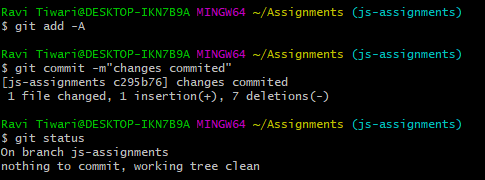 Ravi Tiwari@DESKTOP-IKN7B9A MINGW64 ~/Assignments (js-assignments)
$ git add -A
Ravi Tiwari@DESKTOP-IKN7B9A MINGW64 ~/Assignments (js-assignments)
$ git commit -m"changes commited"
[js-assignments c295b76] changes commited
 1 file changed, 1 insertion(+), 7 deletions(-)
Ravi Tiwari@DESKTOP-IKN7B9A MINGW64 ~/Assignments (js-assignments)
$ git status
On branch js-assignments
nothing to commit, working tree clean